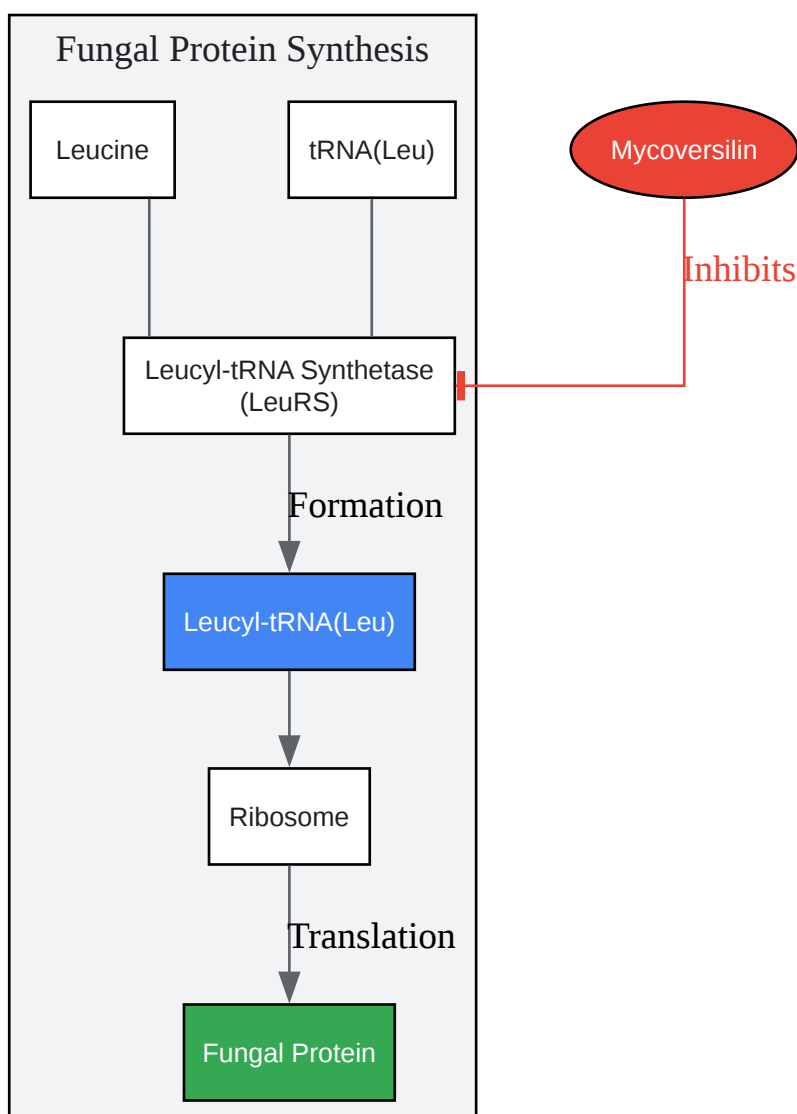 Fungal Protein Synthesis
Leucine
tRNA(Leu)
Mycoversilin
Inhibits
Leucyl-tRNA Synthetase
(LeuRS)
Formation
Leucyl-tRNA(Leu)
Ribosome
Translation
Fungal Protein